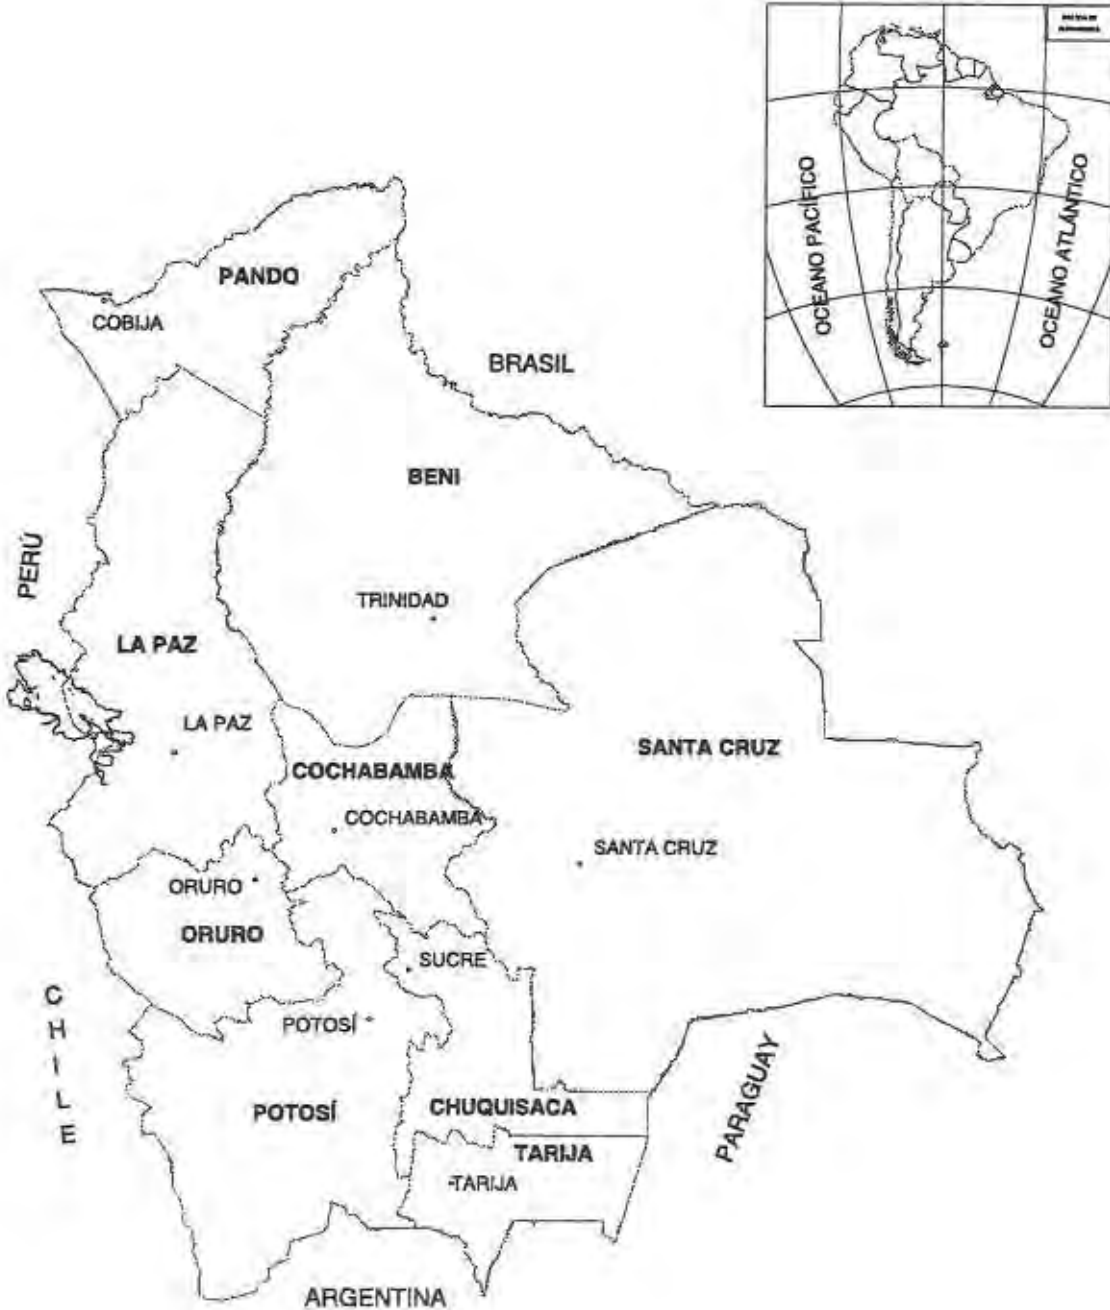 OCEANO PACÍFICO
OCEANO ATLÁNTICO
PANDO
COBIJA
BRASIL
BENI
PERÚ
TRINIDAD
LA PAZ
LA PAZ
SANTA CRUZ
COCHABAMBA
COCHABAMBA
SANTA CRUZ
ORURO
ORURO
SUCRE
CHILE
POTOSÍ
POTOSÍ
CHUQUISACA
PARAGUAY
TARIJA
TARIJA
ARGENTINA